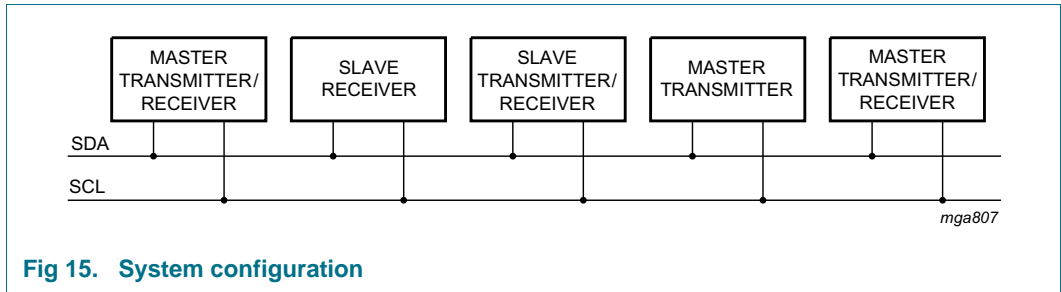 MASTER
TRANSMITTER/
RECEIVER
SLAVE
RECEIVER
SLAVE
TRANSMITTER/
RECEIVER
MASTER
TRANSMITTER
MASTER
TRANSMITTER/
RECEIVER
SDA
SCL
mga807
Fig 15. System configuration